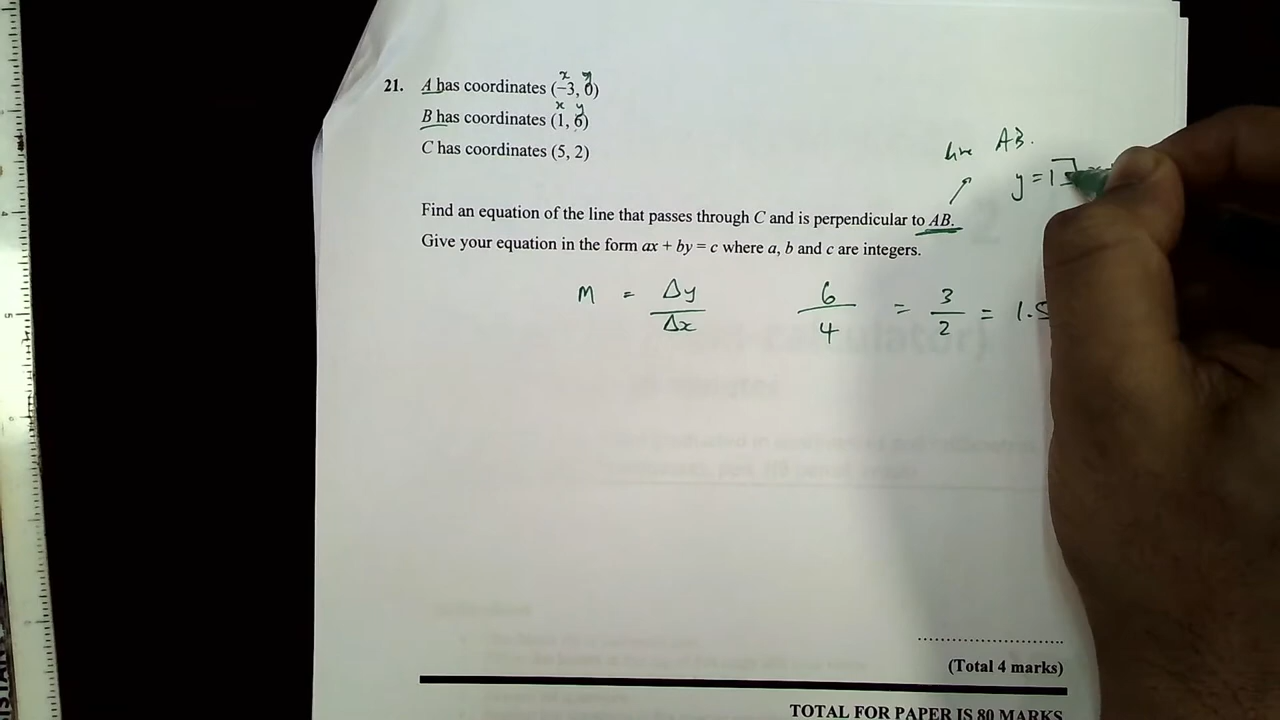 21. A has coordinates (−3, 0)
x y
B has coordinates (1, 6)
x y
C has coordinates (5, 2)
line AB.
y = 1
Find an equation of the line that passes through C and is perpendicular to AB.
Give your equation in the form ax + by = c where a, b and c are integers.
M = Δy/Δx 6/4 = 3/2 = 1.5
(Total 4 marks)
TOTAL FOR PAPER IS 80 MARKS